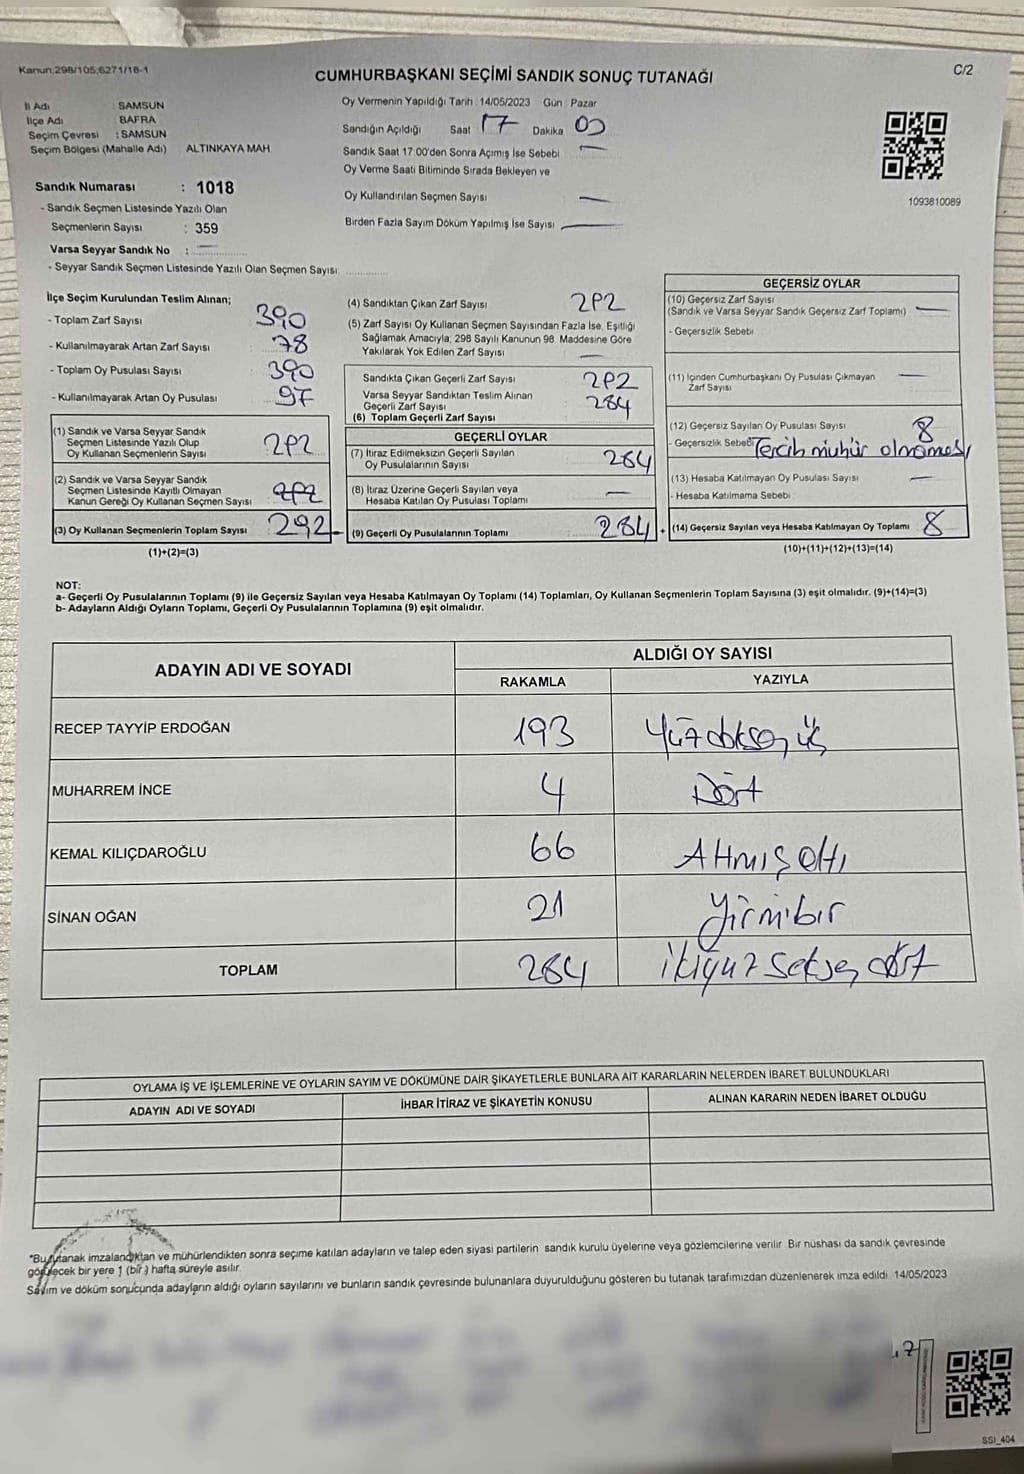 Kanun;298/105;6271/16-1
C/2
CUMHURBAŞKANI SEÇİMİ SANDIK SONUÇ TUTANAĞI
İl Adı : SAMSUN
İlçe Adı : BAFRA
Seçim Çevresi : SAMSUN
Seçim Bölgesi (Mahalle Adı) ALTINKAYA MAH.
Sandık Numarası : 1018
- Sandık Seçmen Listesinde Yazılı Olan
Seçmenlerin Sayısı : 359
Varsa Seyyar Sandık No : —
- Seyyar Sandık Seçmen Listesinde Yazılı Olan Seçmen Sayısı:
Oy Vermenin Yapıldığı Tarih : 14/05/2023 Gün : Pazar
Sandığın Açıldığı Saat 17 Dakika 00
Sandık Saat 17:00'den Sonra Açımış İse Sebebi —
Oy Verme Saati Bitiminde Sırada Bekleyen ve
Oy Kullandırılan Seçmen Sayısı —
Birden Fazla Sayım Döküm Yapılmış İse Sayısı —
1093810089
İlçe Seçim Kurulundan Teslim Alınan;
- Toplam Zarf Sayısı 390
- Kullanılmayarak Artan Zarf Sayısı 78
- Toplam Oy Pusulası Sayısı 390
- Kullanılmayarak Artan Oy Pusulası 97
(1) Sandık ve Varsa Seyyar Sandık
Seçmen Listesinde Yazılı Olup
Oy Kullanan Seçmenlerin Sayısı 292
(2) Sandık ve Varsa Seyyar Sandık
Seçmen Listesinde Kayıtlı Olmayan
Kanun Gereği Oy Kullanan Seçmen Sayısı 292
(3) Oy Kullanan Seçmenlerin Toplam Sayısı 292
(1)+(2)=(3)
(4) Sandıktan Çıkan Zarf Sayısı 292
(5) Zarf Sayısı Oy Kullanan Seçmen Sayısından Fazla İse, Eşitliği
Sağlamak Amacıyla, 298 Sayılı Kanunun 98. Maddesine Göre
Yakılarak Yok Edilen Zarf Sayısı —
Sandıkta Çıkan Geçerli Zarf Sayısı 292
Varsa Seyyar Sandıktan Teslim Alınan
Geçerli Zarf Sayısı 284
(6) Toplam Geçerli Zarf Sayısı
GEÇERLİ OYLAR
(7) İtiraz Edilmeksizin Geçerli Sayılan
Oy Pusulalarının Sayısı 284
(8) İtiraz Üzerine Geçerli Sayılan veya
Hesaba Katılan Oy Pusulası Toplamı —
(9) Geçerli Oy Pusulalarının Toplamı 284
GEÇERSİZ OYLAR
(10) Geçersiz Zarf Sayısı
(Sandık ve Varsa Seyyar Sandık Geçersiz Zarf Toplamı) —
- Geçersizlik Sebebi :
(11) İçinden Cumhurbaşkanı Oy Pusulası Çıkmayan
Zarf Sayısı —
(12) Geçersiz Sayılan Oy Pusulası Sayısı 8
- Geçersizlik Sebebi Tercih mühür olmaması
(13) Hesaba Katılmayan Oy Pusulası Sayısı —
- Hesaba Katılmama Sebebi :
(14) Geçersiz Sayılan veya Hesaba Katılmayan Oy Toplamı 8
(10)+(11)+(12)+(13)=(14)
NOT:
a- Geçerli Oy Pusulalarının Toplamı (9) ile Geçersiz Sayılan veya Hesaba Katılmayan Oy Toplamı (14) Toplamları, Oy Kullanan Seçmenlerin Toplam Sayısına (3) eşit olmalıdır. (9)+(14)=(3)
b- Adayların Aldığı Oyların Toplamı, Geçerli Oy Pusulalarının Toplamına (9) eşit olmalıdır.
ADAYIN ADI VE SOYADI ALDIĞI OY SAYISI
RAKAMLA YAZIYLA
RECEP TAYYİP ERDOĞAN 193 Yüzdoksan üç
MUHARREM İNCE 4 Dört
KEMAL KILIÇDAROĞLU 66 Altmış altı
SİNAN OĞAN 21 Yirmibir
TOPLAM 284 ikiyüz seksen dört
OYLAMA İŞ VE İŞLEMLERİNE VE OYLARIN SAYIM VE DÖKÜMÜNE DAİR ŞİKAYETLERLE BUNLARA AİT KARARLARIN NELERDEN İBARET BULUNDUKLARI
ADAYIN ADI VE SOYADI İHBAR İTİRAZ VE ŞİKAYETİN KONUSU ALINAN KARARIN NEDEN İBARET OLDUĞU
*Bu tutanak imzalandıktan ve mühürlendikten sonra seçime katılan adayların ve talep eden siyasi partilerin sandık kurulu üyelerine veya gözlemcilerine verilir. Bir nüshası da sandık çevresinde
görülecek bir yere 1 (bir ) hafta süreyle asılır.
Sayım ve döküm sonucunda adayların aldığı oyların sayılarını ve bunların sandık çevresinde bulunanlara duyurulduğunu gösteren bu tutanak tarafımızdan düzenlenerek imza edildi. 14/05/2023
SSI_404